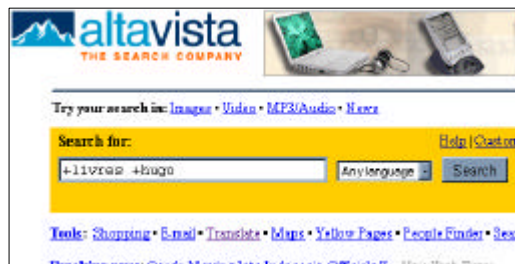 altavista
THE SEARCH COMPANY
Try your search in: Images • Video • MP3/Audio • News
Search for:
Help | Custom
+livres +hugo
Any language
Search
Tools: Shopping • E-mail • Translate • Maps • Yellow Pages • People Finder • Sea